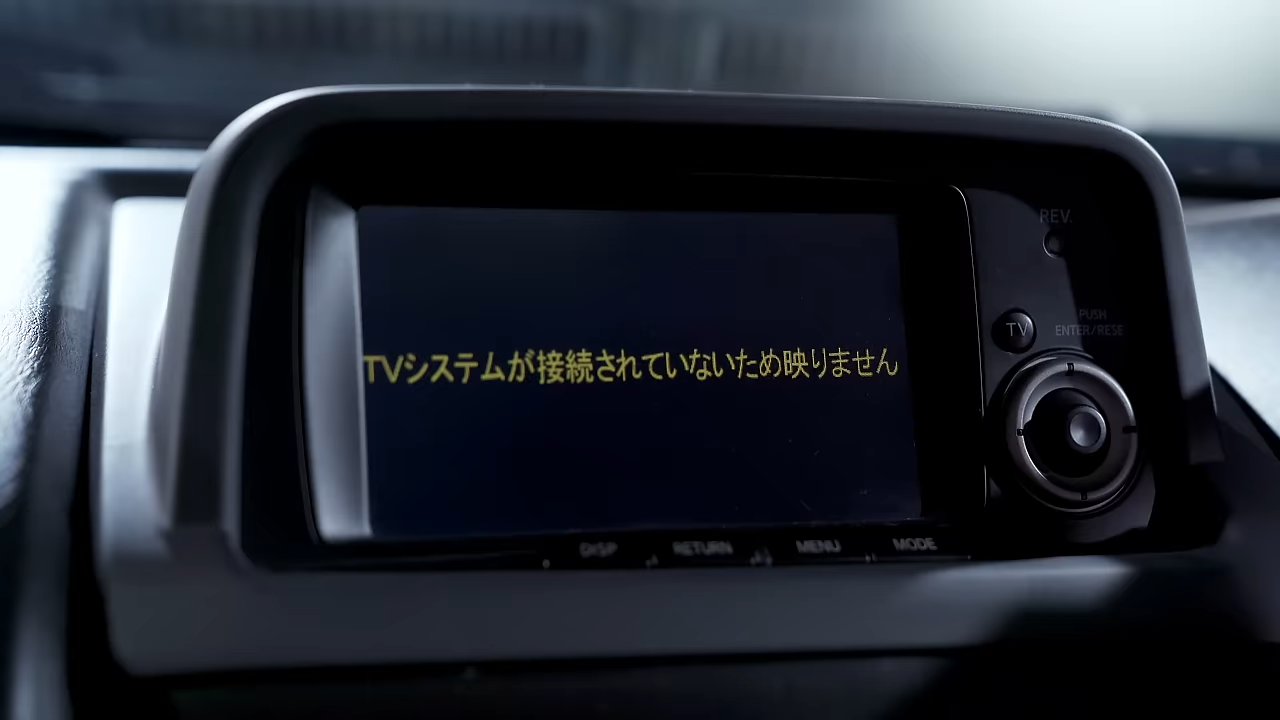 REV.
TV
PUSH
ENTER/RESE
TVシステムが接続されていないため映りません
DISP
RETURN
MENU
MODE